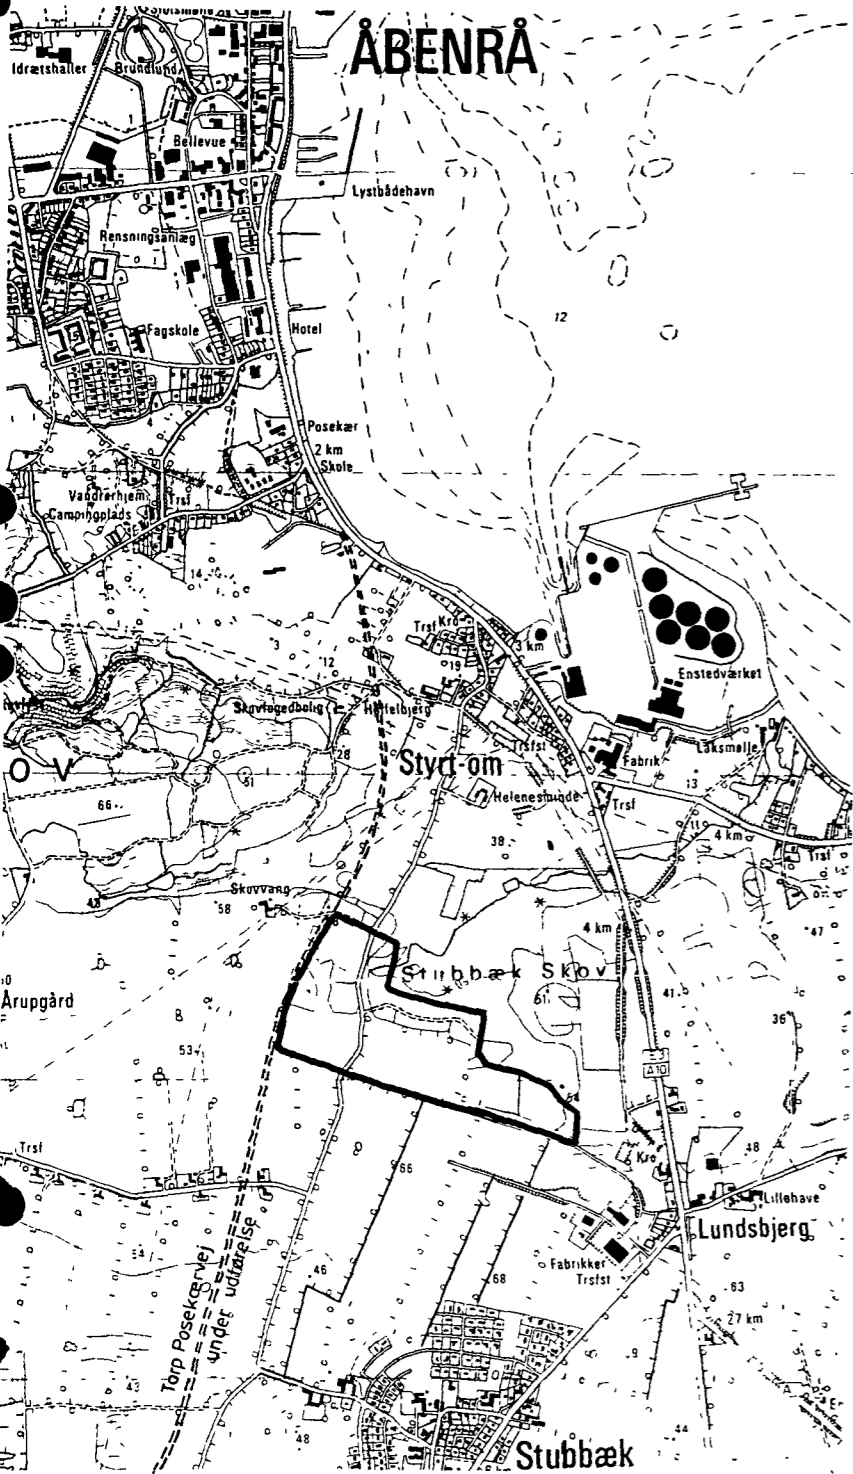 ÅBENRÅ
Idrætshaller
Brundlund
Bellevue
Lystbådehavn
Rensningsanlæg
12
Fagskole
Hotel
4
Posekær
2 km
Skole
Vandrerhjem
Trsf
Campingplads
14
Trsf
Kro
3
12
19
3 km
Enstedværket
Skovfogedbolig
Trsfst
Fabrik
Laksmølle
O V
28
Styrt-om
51
Helenesminde
13
66
Trsf
11
4 km
38
Trsf
Skovvang
58
4 km
47
Stubbæk Skov
Årupgård
61
41
36
53
E3
A10
54
Trsf
66
Kro
48
Lillehave
Lundsbjerg
Torp Posekærvej
under udførelse
54
46
68
Fabrikker
Trsfst
63
27 km
43
48
44
Stubbæk